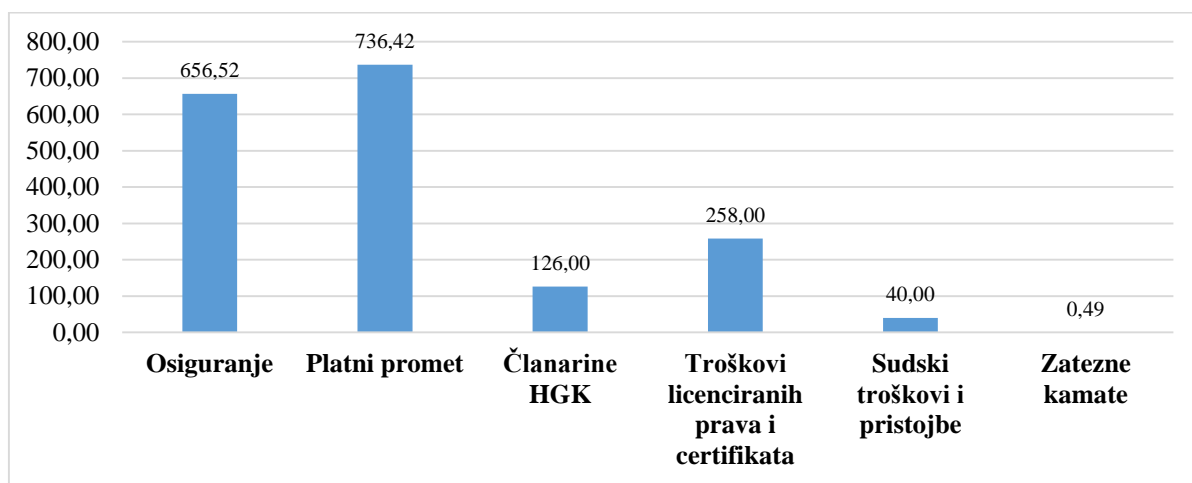 800,00
700,00
600,00
500,00
400,00
300,00
200,00
100,00
0,00
656,52
736,42
126,00
258,00
40,00
0,49
Osiguranje
Platni promet
Članarine
HGK
Troškovi
licenciranih
prava i
certifikata
Sudski
troškovi i
pristojbe
Zatezne
kamate